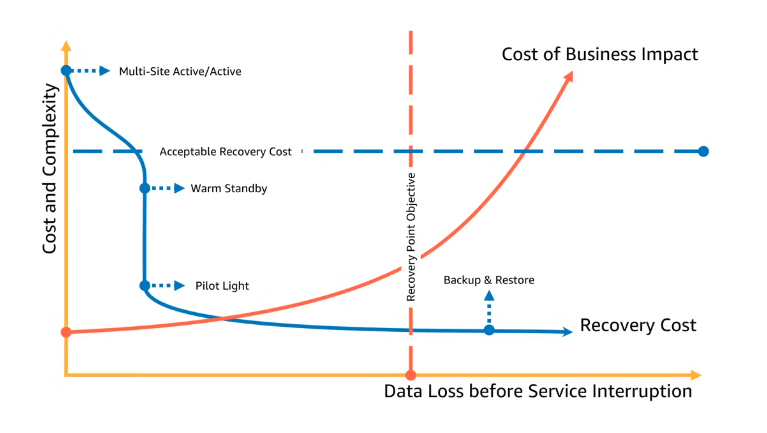 Cost of Business Impact
Multi-Site Active/Active
Cost and Complexity
Acceptable Recovery Cost
Warm Standby
Recovery Point Objective
Pilot Light
Backup & Restore
Recovery Cost
Data Loss before Service Interruption